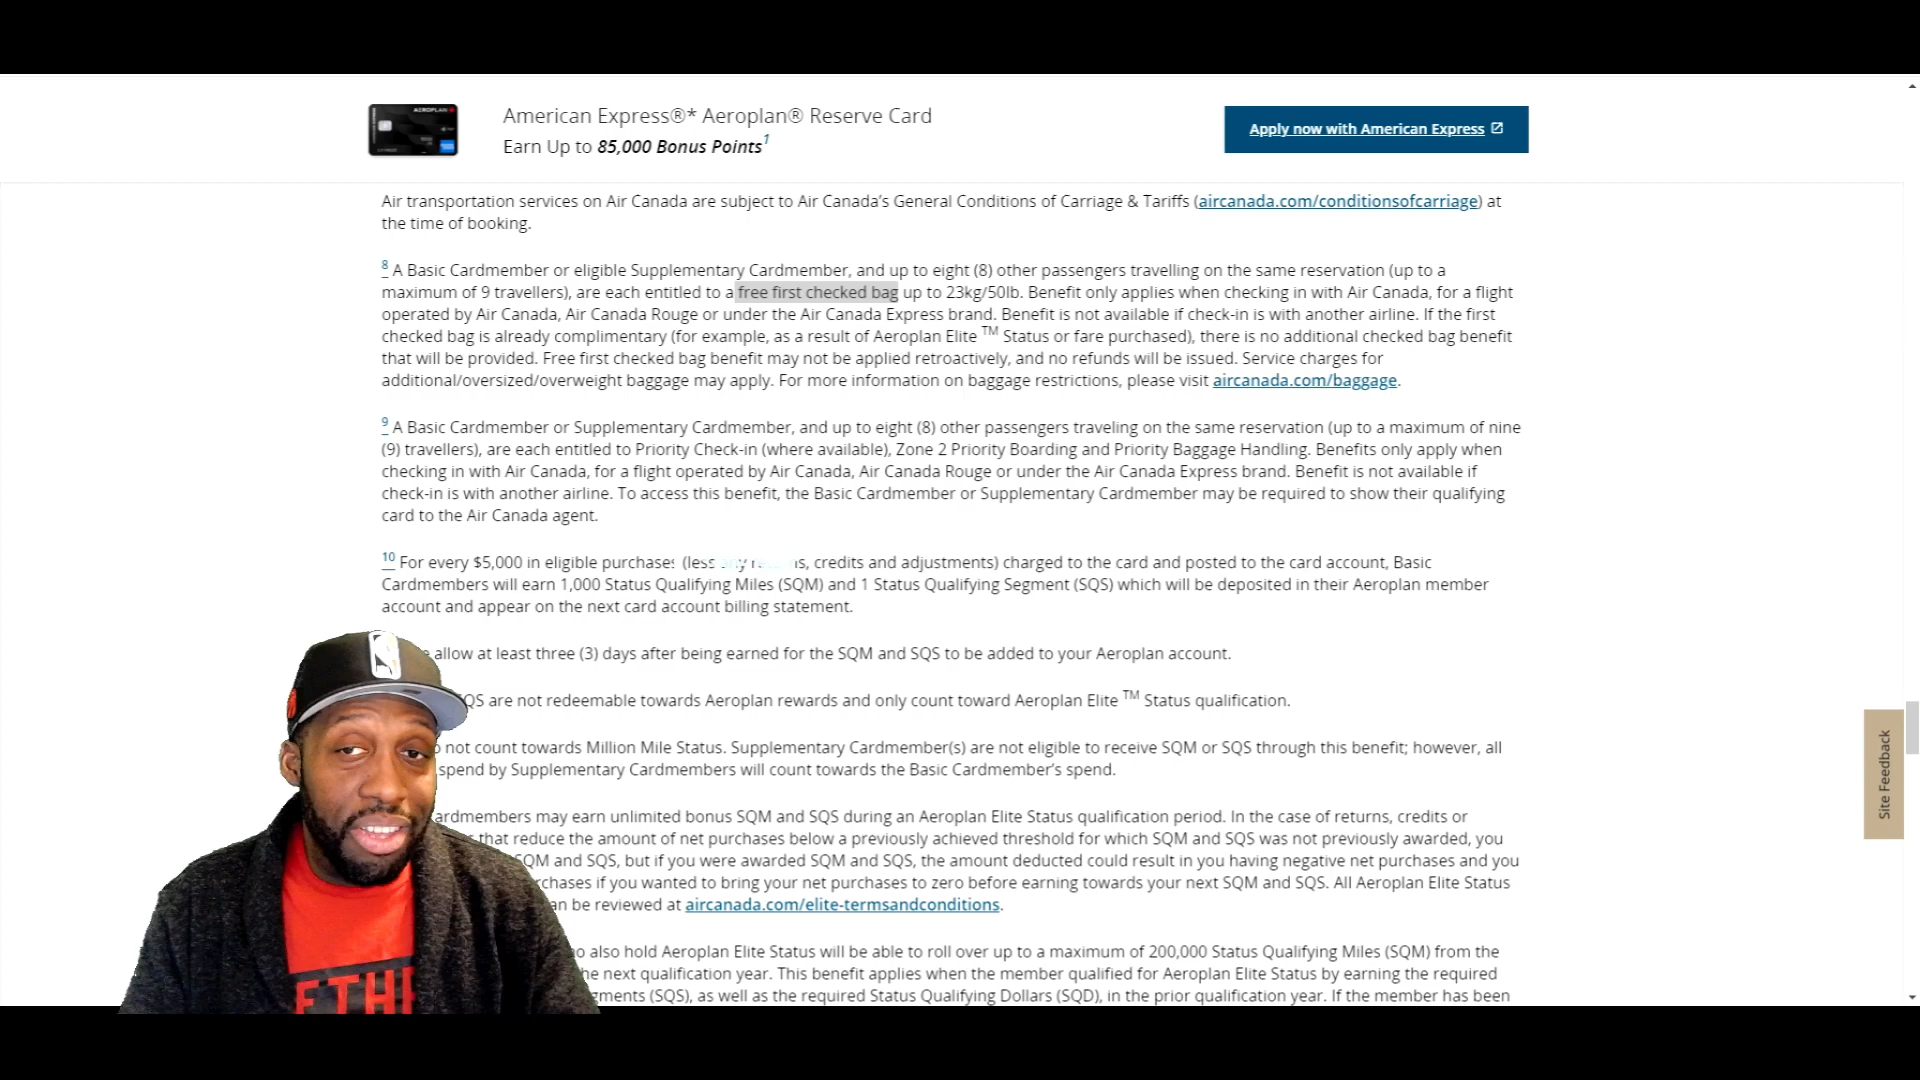 AEROPLAN
American Express®* Aeroplan® Reserve Card
Earn Up to 85,000 Bonus Points1
Apply now with American Express
Air transportation services on Air Canada are subject to Air Canada's General Conditions of Carriage & Tariffs (aircanada.com/conditionsofcarriage) at
the time of booking.
8 A Basic Cardmember or eligible Supplementary Cardmember, and up to eight (8) other passengers travelling on the same reservation (up to a
maximum of 9 travellers), are each entitled to a free first checked bag up to 23kg/50lb. Benefit only applies when checking in with Air Canada, for a flight
operated by Air Canada, Air Canada Rouge or under the Air Canada Express brand. Benefit is not available if check-in is with another airline. If the first
checked bag is already complimentary (for example, as a result of Aeroplan Elite TM Status or fare purchased), there is no additional checked bag benefit
that will be provided. Free first checked bag benefit may not be applied retroactively, and no refunds will be issued. Service charges for
additional/oversized/overweight baggage may apply. For more information on baggage restrictions, please visit aircanada.com/baggage.
9 A Basic Cardmember or Supplementary Cardmember, and up to eight (8) other passengers traveling on the same reservation (up to a maximum of nine
(9) travellers), are each entitled to Priority Check-in (where available), Zone 2 Priority Boarding and Priority Baggage Handling. Benefits only apply when
checking in with Air Canada, for a flight operated by Air Canada, Air Canada Rouge or under the Air Canada Express brand. Benefit is not available if
check-in is with another airline. To access this benefit, the Basic Cardmember or Supplementary Cardmember may be required to show their qualifying
card to the Air Canada agent.
10 For every $5,000 in eligible purchases (less any , credits and adjustments) charged to the card and posted to the card account, Basic
Cardmembers will earn 1,000 Status Qualifying Miles (SQM) and 1 Status Qualifying Segment (SQS) which will be deposited in their Aeroplan member
account and appear on the next card account billing statement.
allow at least three (3) days after being earned for the SQM and SQS to be added to your Aeroplan account.
SQS are not redeemable towards Aeroplan rewards and only count toward Aeroplan Elite TM Status qualification.
not count towards Million Mile Status. Supplementary Cardmember(s) are not eligible to receive SQM or SQS through this benefit; however, all
spend by Supplementary Cardmembers will count towards the Basic Cardmember's spend.
ardmembers may earn unlimited bonus SQM and SQS during an Aeroplan Elite Status qualification period. In the case of returns, credits or
that reduce the amount of net purchases below a previously achieved threshold for which SQM and SQS was not previously awarded, you
SQM and SQS, but if you were awarded SQM and SQS, the amount deducted could result in you having negative net purchases and you
rchases if you wanted to bring your net purchases to zero before earning towards your next SQM and SQS. All Aeroplan Elite Status
an be reviewed at aircanada.com/elite-termsandconditions.
o also hold Aeroplan Elite Status will be able to roll over up to a maximum of 200,000 Status Qualifying Miles (SQM) from the
he next qualification year. This benefit applies when the member qualified for Aeroplan Elite Status by earning the required
gments (SQS), as well as the required Status Qualifying Dollars (SQD), in the prior qualification year. If the member has been
Site Feedback
ETH